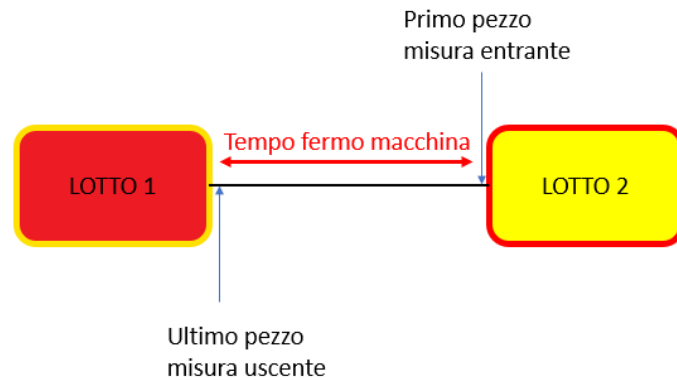 Primo pezzo
misura entrante
Tempo fermo macchina
LOTTO 1
LOTTO 2
Ultimo pezzo
misura uscente